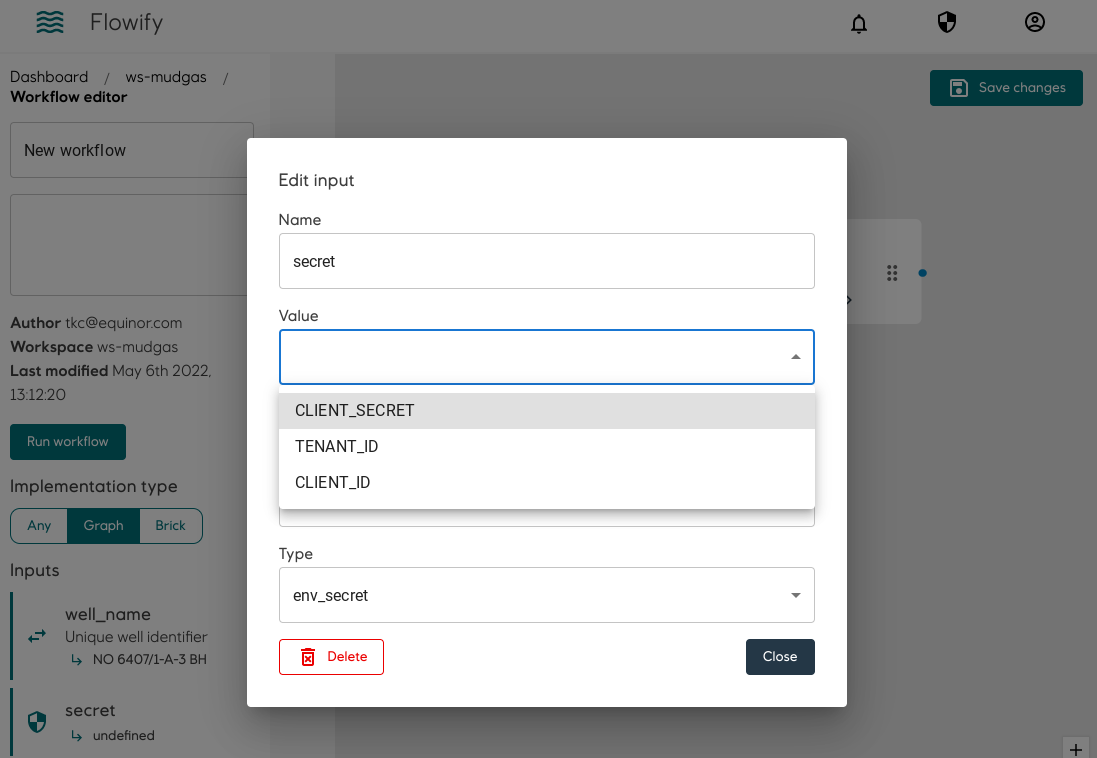 Flowify
Dashboard / ws-mudgas /
Workflow editor
Save changes
New workflow
Author tkc@equinor.com
Workspace ws-mudgas
Last modified May 6th 2022,
13:12:20
Run workflow
Implementation type
Any Graph Brick
Inputs
well_name
Unique well identifier
NO 6407/1-A-3 BH
secret
undefined
Edit input
Name
secret
Value
CLIENT_SECRET
TENANT_ID
CLIENT_ID
Type
env_secret
Delete
Close